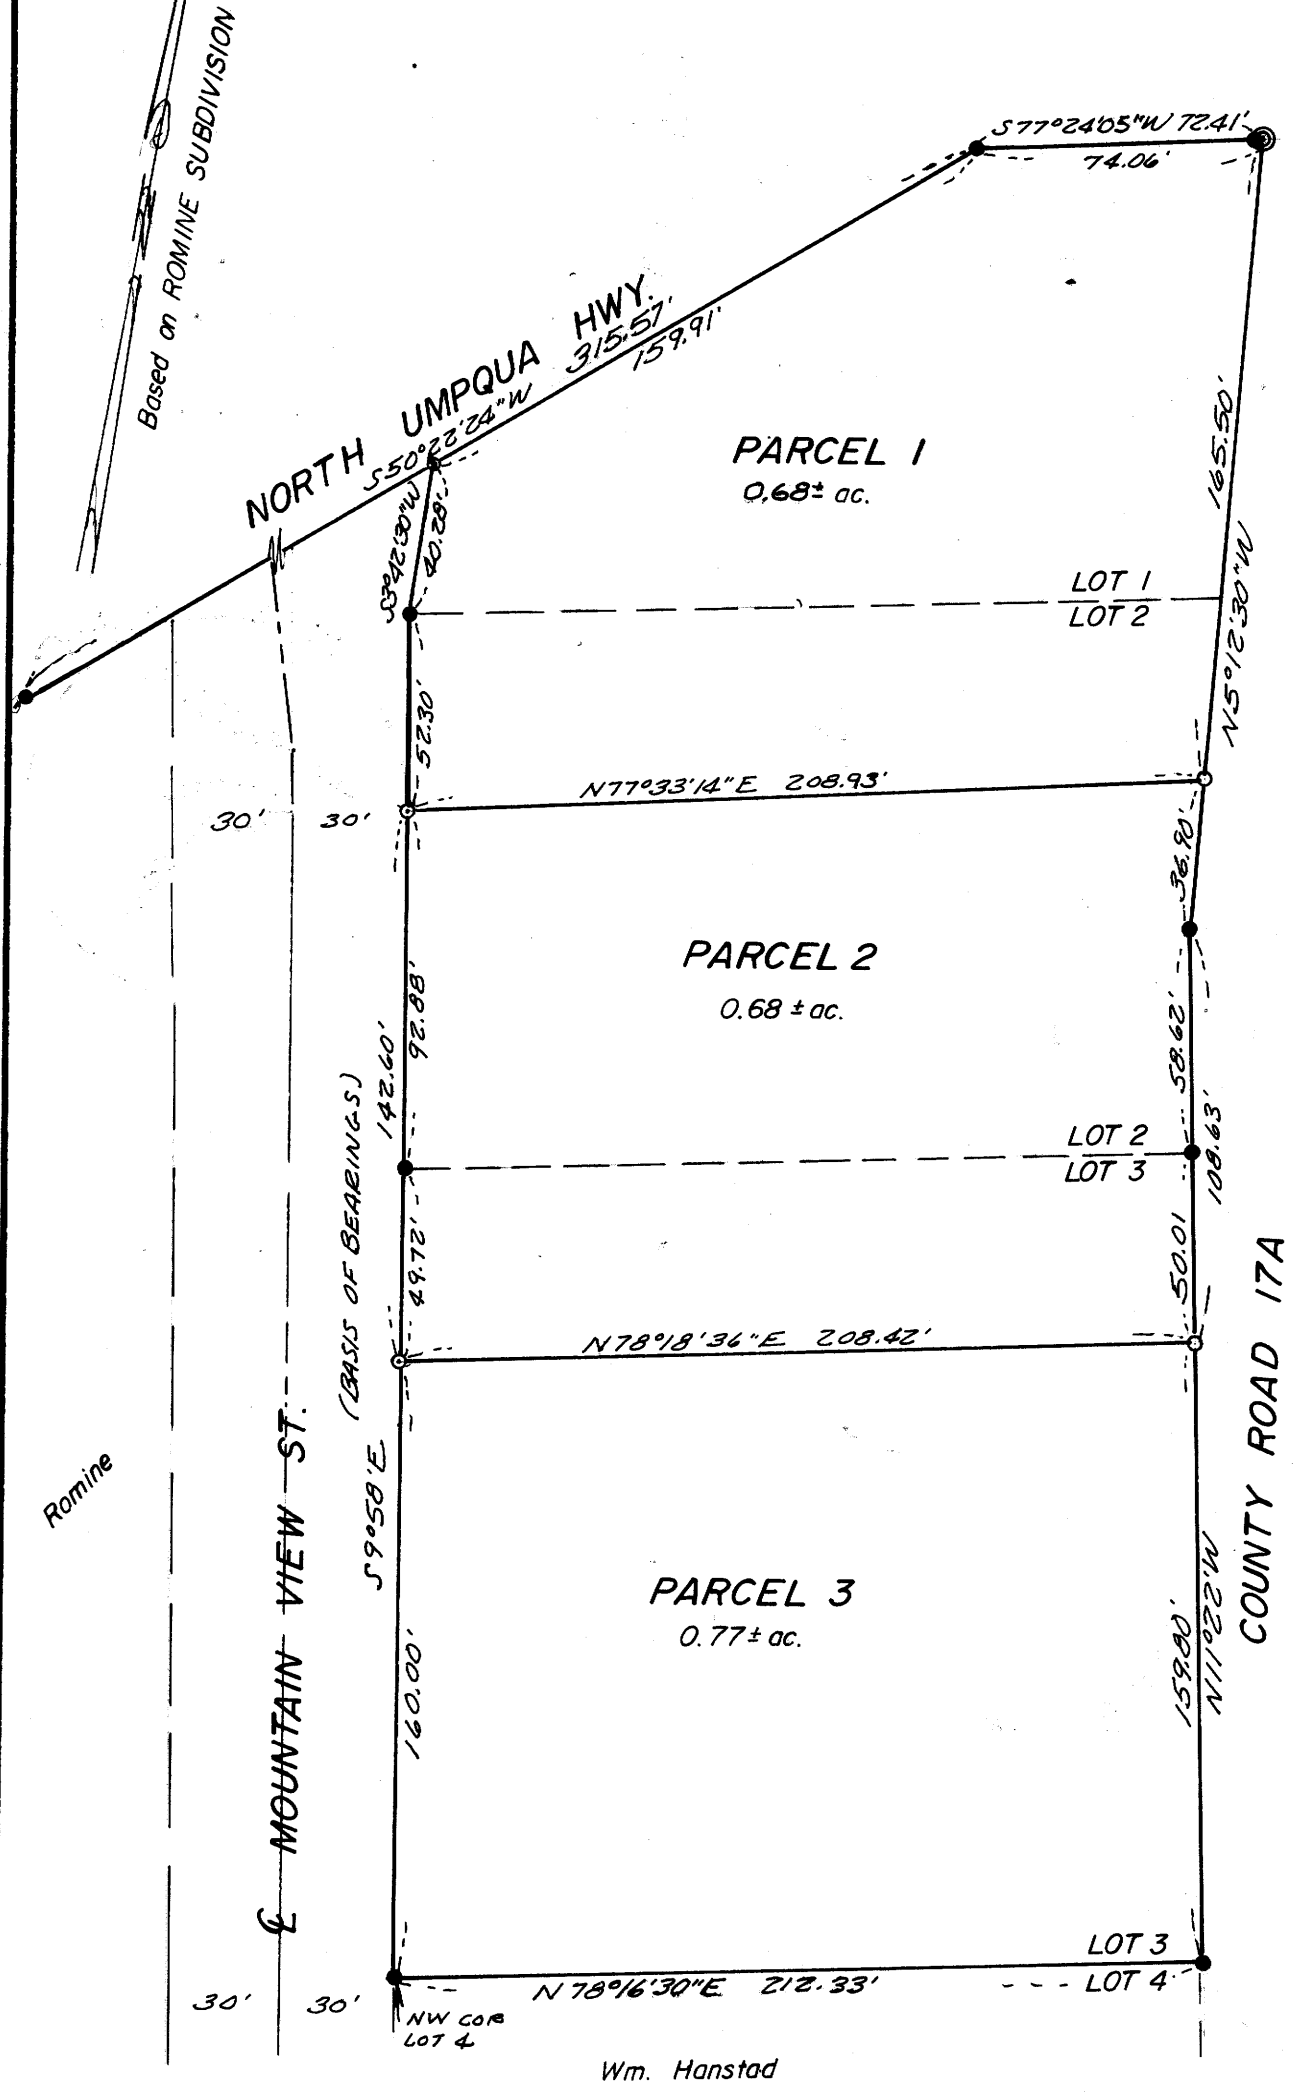 Based on ROMINE SUBDIVISION
S77°24'05"W 72.41'
74.06'
NORTH UMPQUA HWY.
S50°22'24"W 315.57'
159.91'
S3°42'30"W
40.28'
PARCEL 1
0.68± ac.
165.50'
N5°12'30"W
LOT 1
LOT 2
52.30'
N77°33'14"E 208.93'
30' 30'
36.90'
PARCEL 2
0.68 ± ac.
92.88'
142.60'
58.62'
108.63'
LOT 2
LOT 3
49.72'
50.01
(BASIS OF BEARINGS)
S9°58'E
N78°18'36"E 208.42'
COUNTY ROAD 17A
Romine
℄ MOUNTAIN VIEW ST.
PARCEL 3
0.77± ac.
160.00'
159.80'
N11°22'W
LOT 3
LOT 4
N78°16'30"E 212.33'
30' 30'
NW COR
LOT 4
Wm. Hanstad